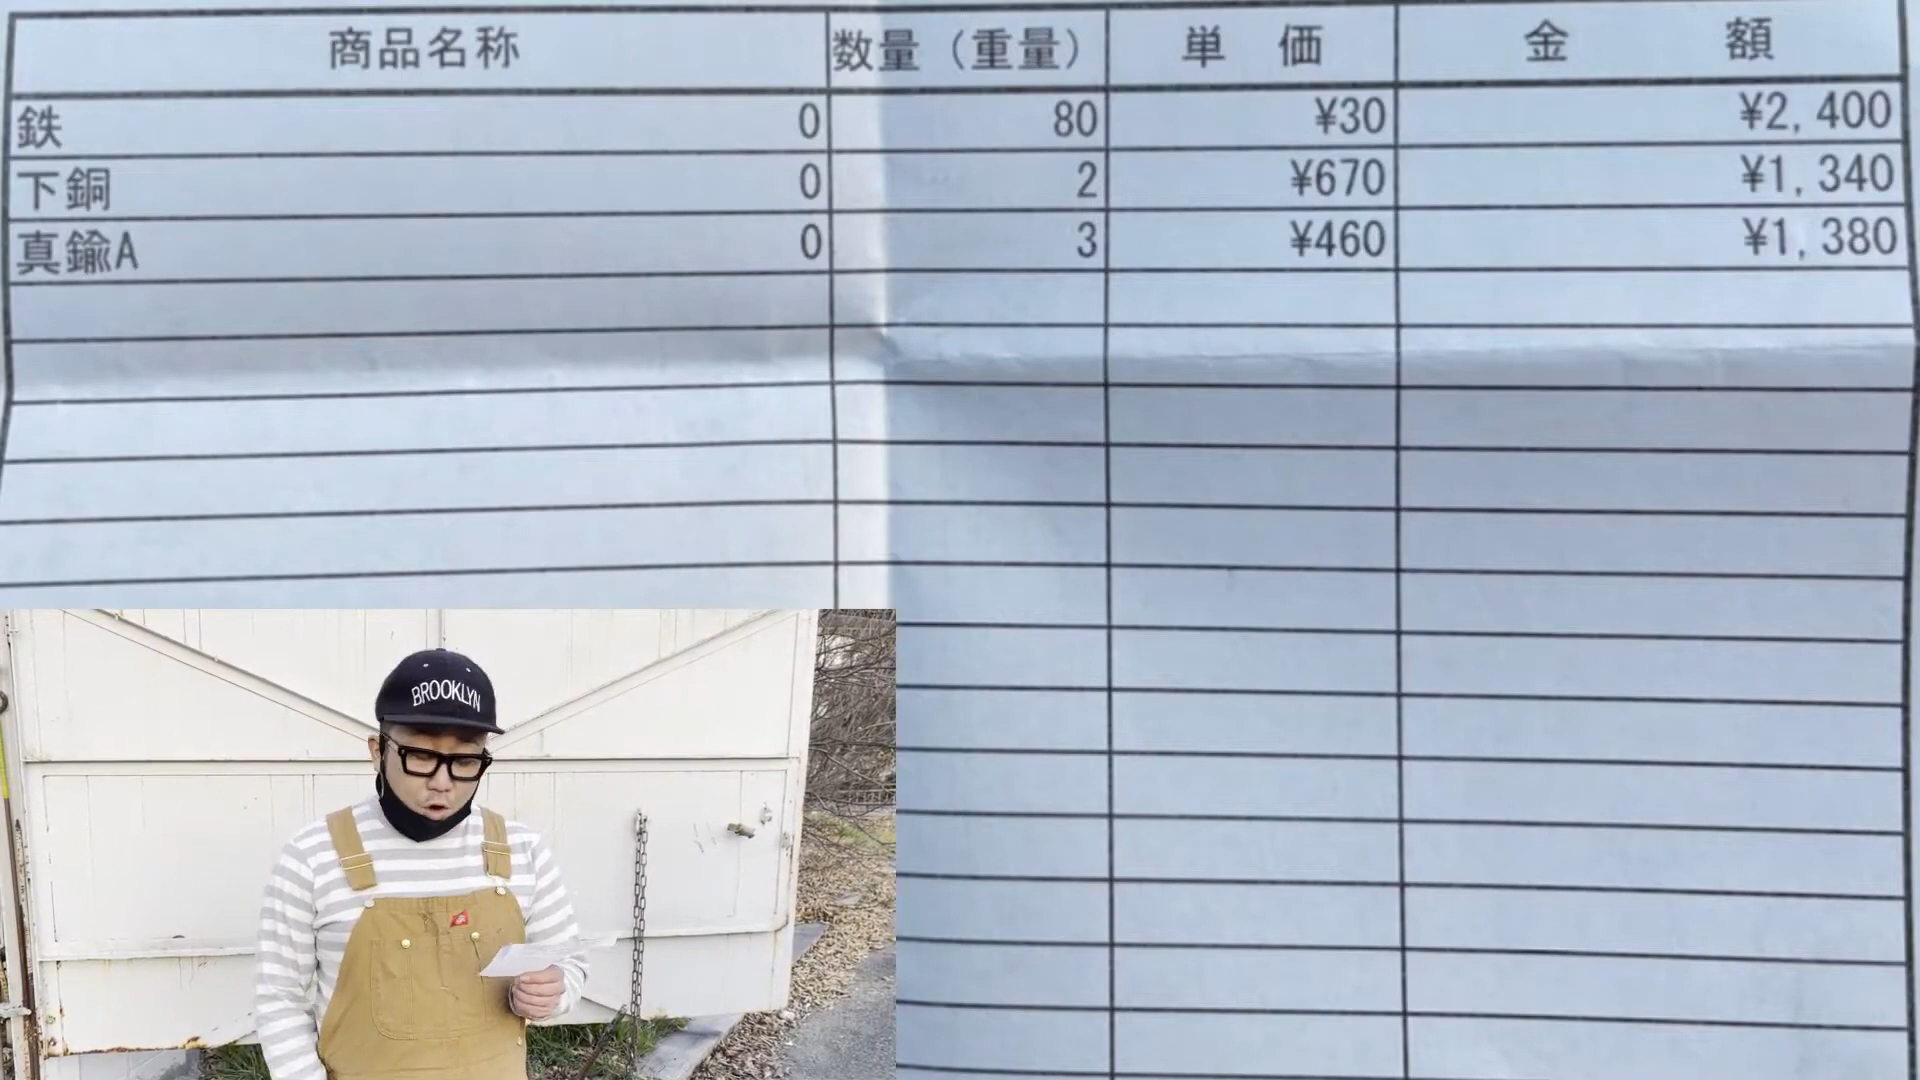 商品名称 数量（重量） 単 価 金 額
鉄 0 80 ¥30 ¥2,400
下銅 0 2 ¥670 ¥1,340
真鍮A 0 3 ¥460 ¥1,380
BROOKLYN